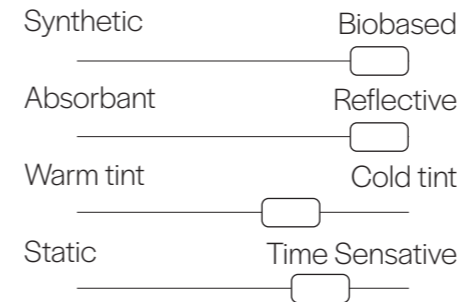 Synthetic Biobased
Absorbant Reflective
Warm tint Cold tint
Static Time Sensative